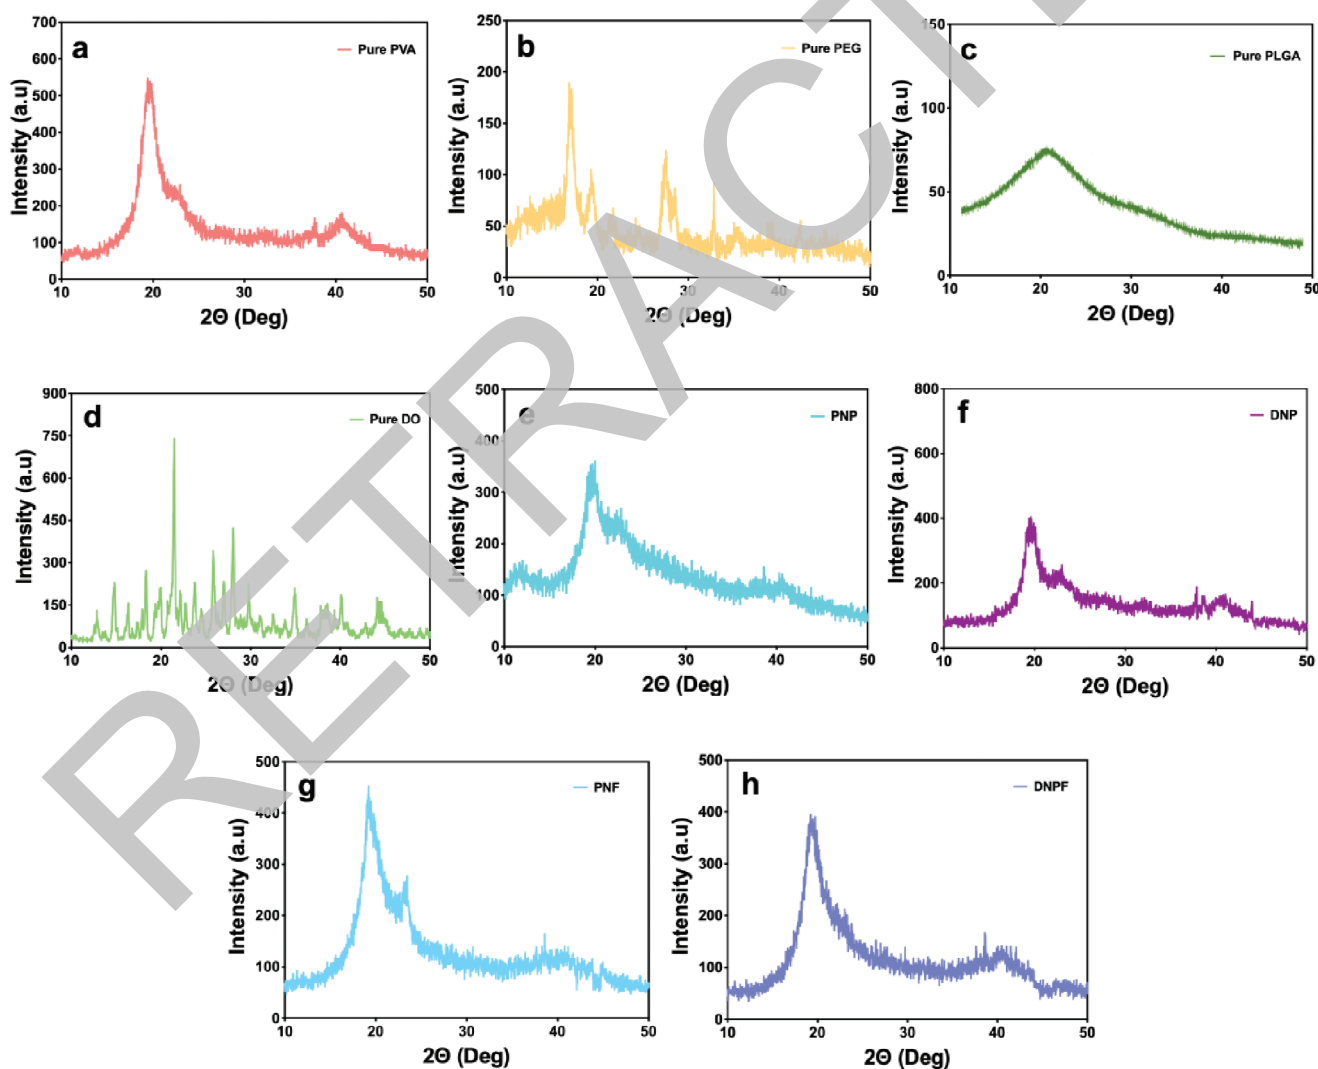 a
Pure PVA
Intensity (a.u)
700
600
500
400
300
200
100
0
10 20 30 40 50
2Θ (Deg)
b
Pure PEG
Intensity (a.u)
250
200
150
100
50
0
10 20 30 40 50
2Θ (Deg)
c
Pure PLGA
Intensity (a.u)
150
100
50
0
10 20 30 40 50
2Θ (Deg)
d
Pure DO
Intensity (a.u)
900
750
600
450
300
150
0
10 20 30 40 50
2Θ (Deg)
e
PNP
Intensity (a.u)
500
400
300
200
100
0
10 20 30 40 50
2Θ (Deg)
f
DNP
Intensity (a.u)
800
600
400
200
0
10 20 30 40 50
2Θ (Deg)
g
PNF
Intensity (a.u)
500
400
300
200
100
0
10 20 30 40 50
2Θ (Deg)
h
DNPF
Intensity (a.u)
500
400
300
200
100
0
10 20 30 40 50
2Θ (Deg)
RETRACT